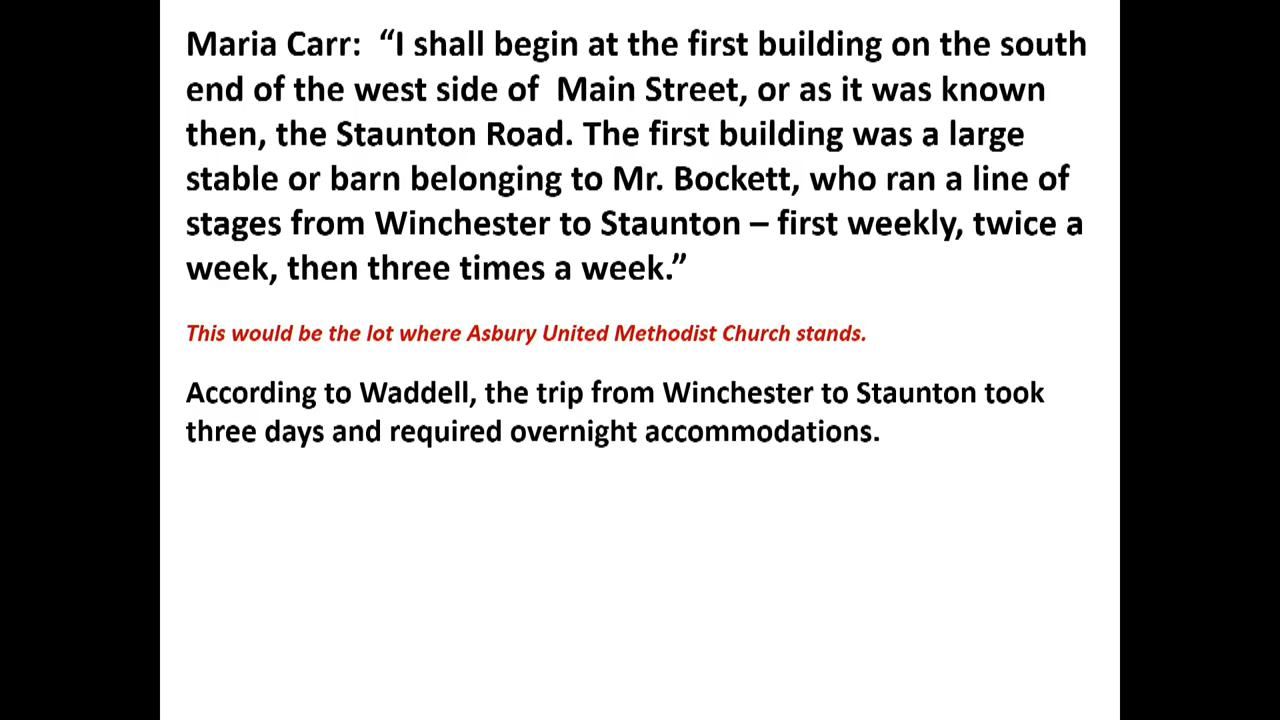 Maria Carr:  “I shall begin at the first building on the south
end of the west side of  Main Street, or as it was known
then, the Staunton Road. The first building was a large
stable or barn belonging to Mr. Bockett, who ran a line of
stages from Winchester to Staunton – first weekly, twice a
week, then three times a week.”
This would be the lot where Asbury United Methodist Church stands.
According to Waddell, the trip from Winchester to Staunton took
three days and required overnight accommodations.